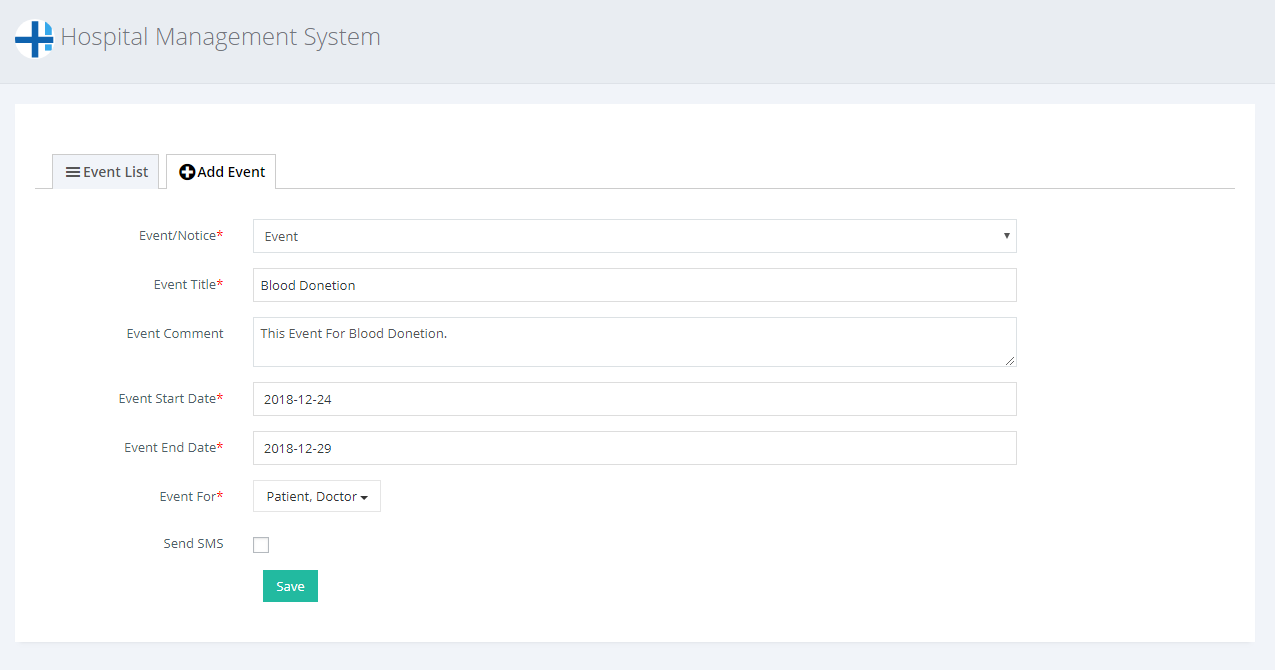 Hospital Management System
Event List
Add Event
Event/Notice* Event
Event Title* Blood Donetion
Event Comment This Event For Blood Donetion.
Event Start Date* 2018-12-24
Event End Date* 2018-12-29
Event For* Patient, Doctor
Send SMS
Save